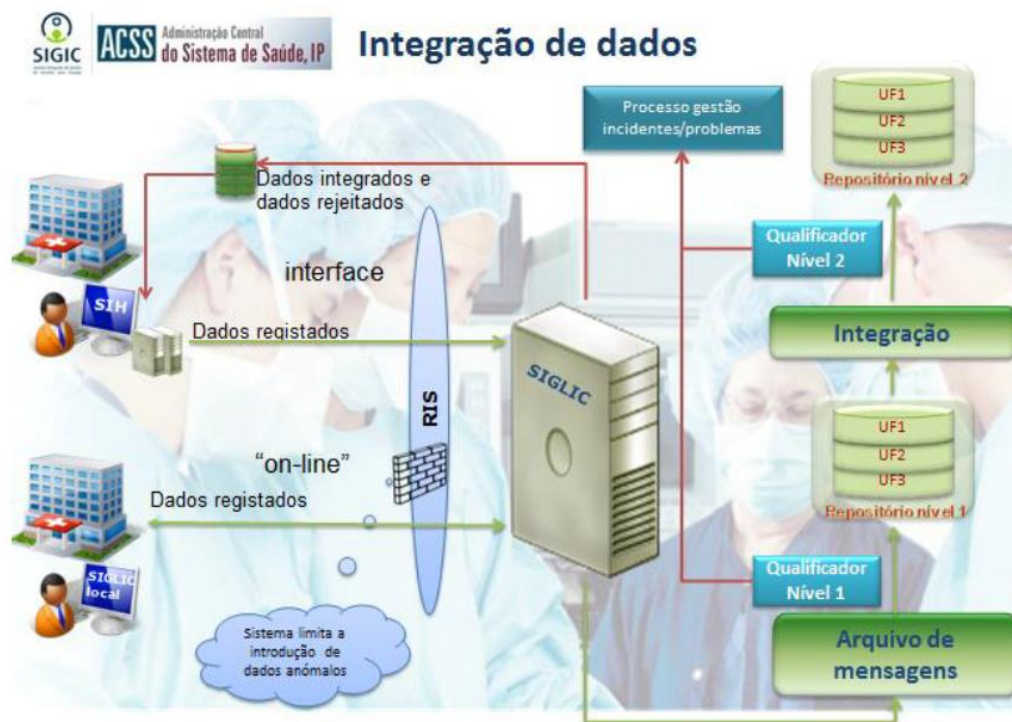 SIGIC
ACSS
Administração Central
do Sistema de Saúde, IP
Integração de dados
Processo gestão
incidentes/problemas
UF1
UF2
UF3
Repositório nível 2
Dados integrados e
dados rejeitados
Qualificador
Nível 2
interface
SIH
Dados registados
Integração
SIGLIC
RIS
UF1
UF2
UF3
Repositório nível 1
“on-line”
Dados registados
Qualificador
Nível 1
SIGLIC
local
Sistema limita a
introdução de
dados anómalos
Arquivo de
mensagens